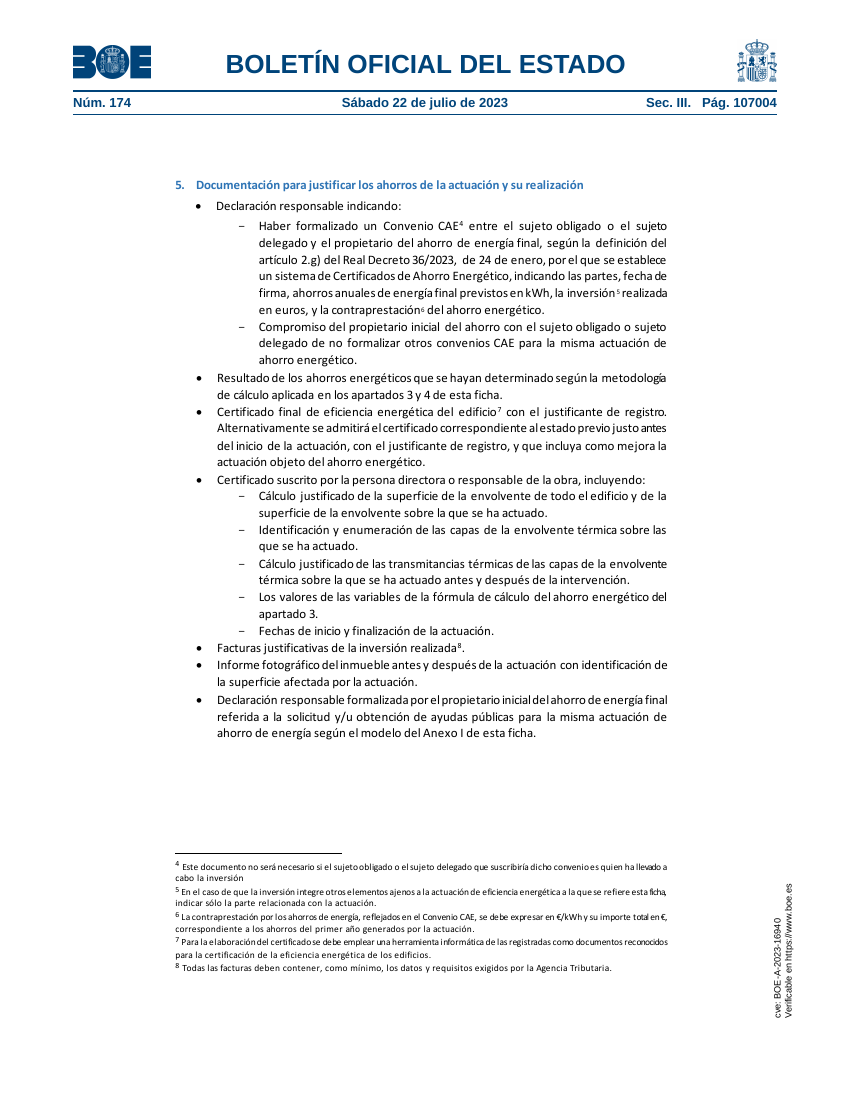 BOE
BOLETÍN OFICIAL DEL ESTADO
Núm. 174 Sábado 22 de julio de 2023 Sec. III. Pág. 107004
5. Documentación para justificar los ahorros de la actuación y su realización
• Declaración responsable indicando:
− Haber formalizado un Convenio CAE⁴ entre el sujeto obligado o el sujeto
delegado y el propietario del ahorro de energía final, según la definición del
artículo 2.g) del Real Decreto 36/2023, de 24 de enero, por el que se establece
un sistema de Certificados de Ahorro Energético, indicando las partes, fecha de
firma, ahorros anuales de energía final previstos en kWh, la inversión⁵ realizada
en euros, y la contraprestación⁶ del ahorro energético.
− Compromiso del propietario inicial del ahorro con el sujeto obligado o sujeto
delegado de no formalizar otros convenios CAE para la misma actuación de
ahorro energético.
• Resultado de los ahorros energéticos que se hayan determinado según la metodología
de cálculo aplicada en los apartados 3 y 4 de esta ficha.
• Certificado final de eficiencia energética del edificio⁷ con el justificante de registro.
Alternativamente se admitirá el certificado correspondiente al estado previo justo antes
del inicio de la actuación, con el justificante de registro, y que incluya como mejora la
actuación objeto del ahorro energético.
• Certificado suscrito por la persona directora o responsable de la obra, incluyendo:
− Cálculo justificado de la superficie de la envolvente de todo el edificio y de la
superficie de la envolvente sobre la que se ha actuado.
− Identificación y enumeración de las capas de la envolvente térmica sobre las
que se ha actuado.
− Cálculo justificado de las transmitancias térmicas de las capas de la envolvente
térmica sobre la que se ha actuado antes y después de la intervención.
− Los valores de las variables de la fórmula de cálculo del ahorro energético del
apartado 3.
− Fechas de inicio y finalización de la actuación.
• Facturas justificativas de la inversión realizada⁸.
• Informe fotográfico del inmueble antes y después de la actuación con identificación de
la superficie afectada por la actuación.
• Declaración responsable formalizada por el propietario inicial del ahorro de energía final
referida a la solicitud y/u obtención de ayudas públicas para la misma actuación de
ahorro de energía según el modelo del Anexo I de esta ficha.
⁴ Este documento no será necesario si el sujeto obligado o el sujeto delegado que suscribiría dicho convenio es quien ha llevado a
cabo la inversión
⁵ En el caso de que la inversión integre otros elementos ajenos a la actuación de eficiencia energética a la que se refiere esta ficha,
indicar sólo la parte relacionada con la actuación.
⁶ La contraprestación por los ahorros de energía, reflejados en el Convenio CAE, se debe expresar en €/kWh y su importe total en €,
correspondiente a los ahorros del primer año generados por la actuación.
⁷ Para la elaboración del certificado se debe emplear una herramienta informática de las registradas como documentos reconocidos
para la certificación de la eficiencia energética de los edificios.
⁸ Todas las facturas deben contener, como mínimo, los datos y requisitos exigidos por la Agencia Tributaria.
cve: BOE-A-2023-16940
Verificable en https://www.boe.es